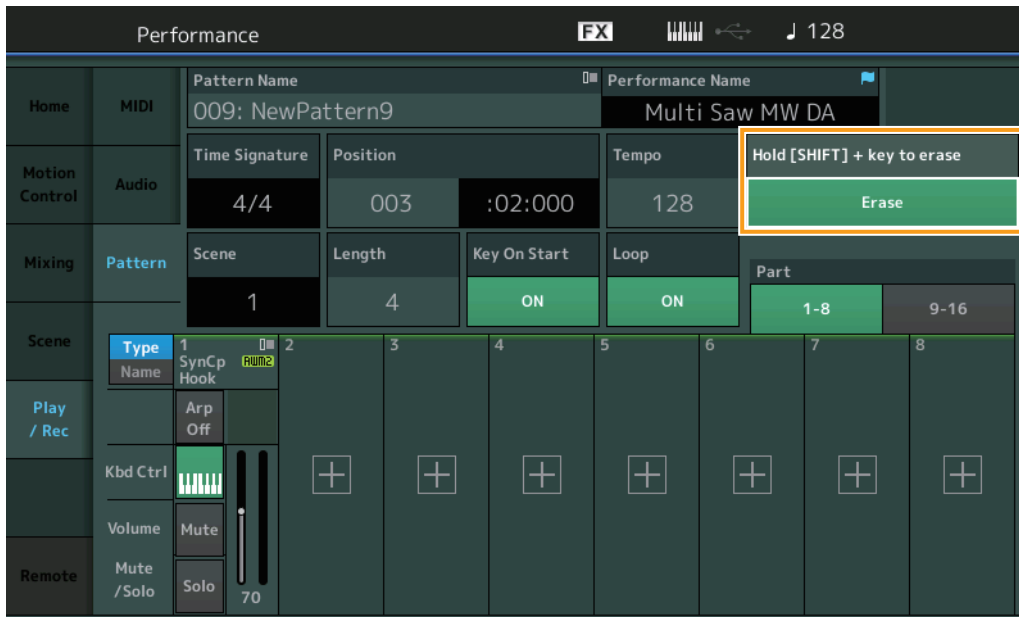 Performance
FX
♩ 128
Home
Motion
Control
Mixing
Scene
Play
/ Rec
Remote
MIDI
Audio
Pattern
Pattern Name
009: NewPattern9
Performance Name
Multi Saw MW DA
Time Signature
4/4
Position
003 :02:000
Tempo
128
Hold [SHIFT] + key to erase
Erase
Scene
1
Length
4
Key On Start
ON
Loop
ON
Part
1-8 9-16
Type
Name
1 2 3 4 5 6 7 8
SynCp AWM2
Hook
Arp
Off
Kbd Ctrl
Volume
Mute
Mute
/Solo
Solo
70